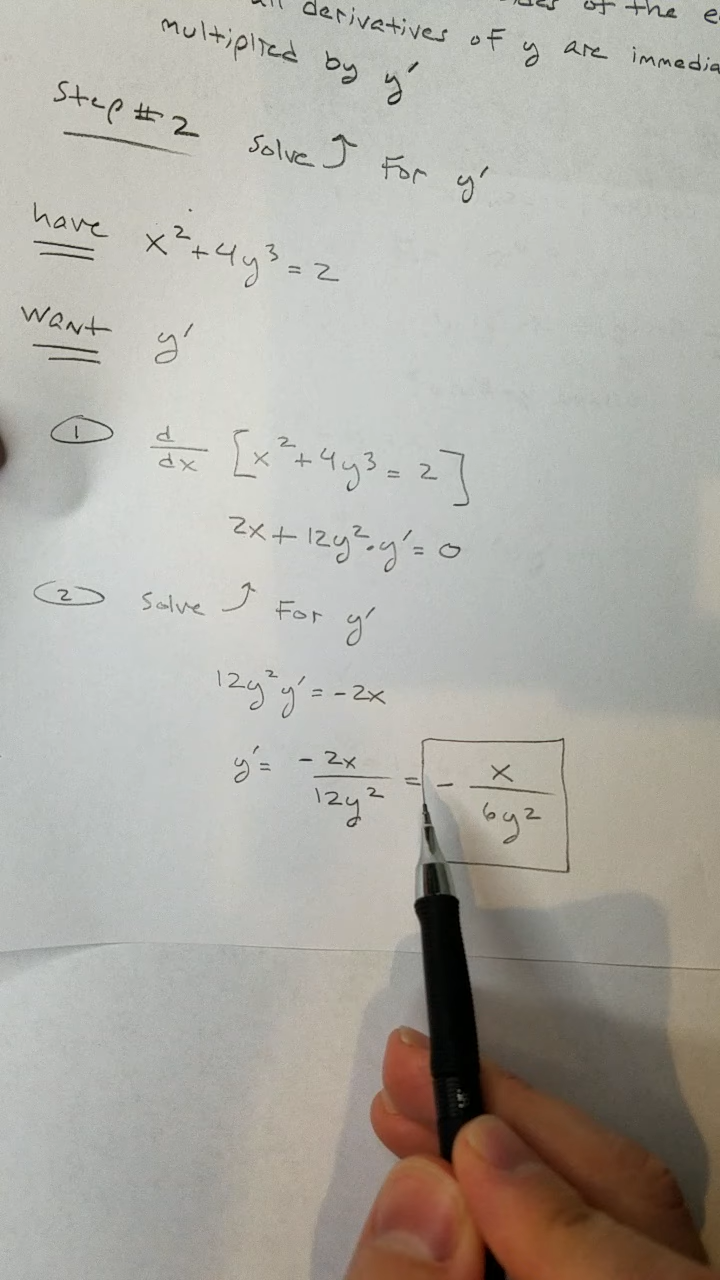 all derivatives of y are
multiplied by y'
Step #2 Solve ⤴ For y'
have x²+4y³=2
want y'
① d/dx [x²+4y³=2]
2x+12y²·y'=0
② Solve ⤴ For y'
12y²y'=-2x
y'= -2x/12y² = - x/6y²